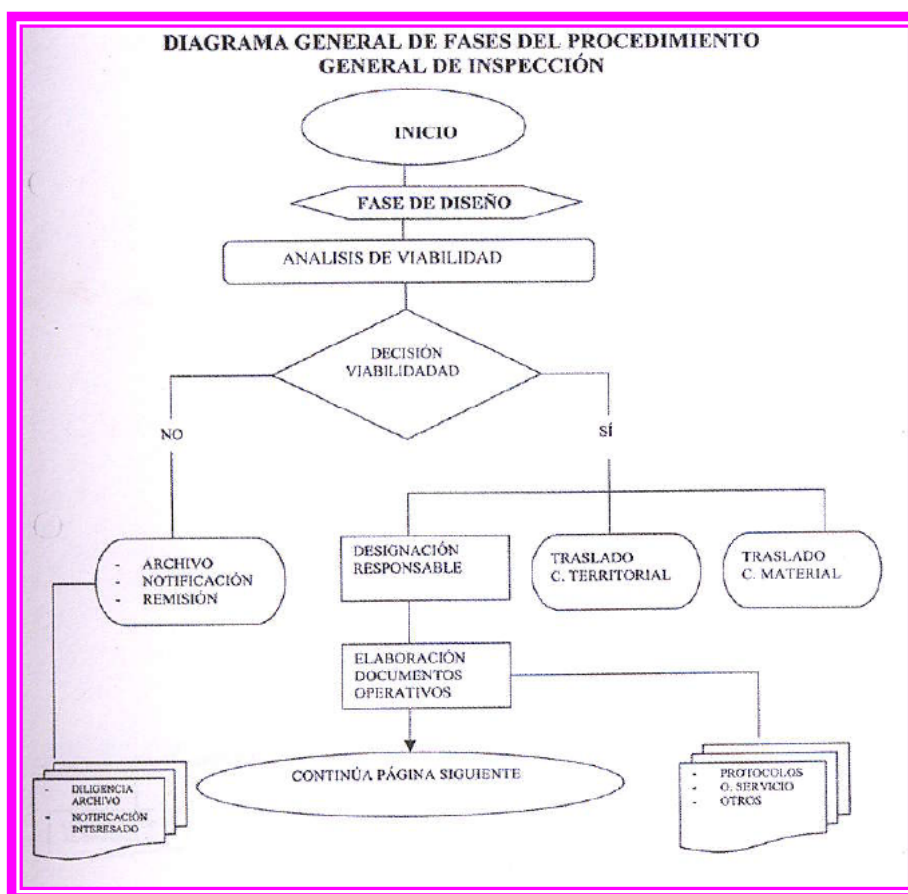 DIAGRAMA GENERAL DE FASES DEL PROCEDIMIENTO
GENERAL DE INSPECCIÓN
INICIO
FASE DE DISEÑO
ANALISIS DE VIABILIDAD
DECISIÓN
VIABILIDADAD
NO
SÍ
- ARCHIVO
- NOTIFICACIÓN
- REMISIÓN
DESIGNACIÓN
RESPONSABLE
TRASLADO
C. TERRITORIAL
TRASLADO
C. MATERIAL
ELABORACIÓN
DOCUMENTOS
OPERATIVOS
CONTINÚA PÁGINA SIGUIENTE
- DILIGENCIA
ARCHIVO
- NOTIFICACIÓN
INTERESADO
- PROTOCOLOS
- O. SERVICIO
- OTROS